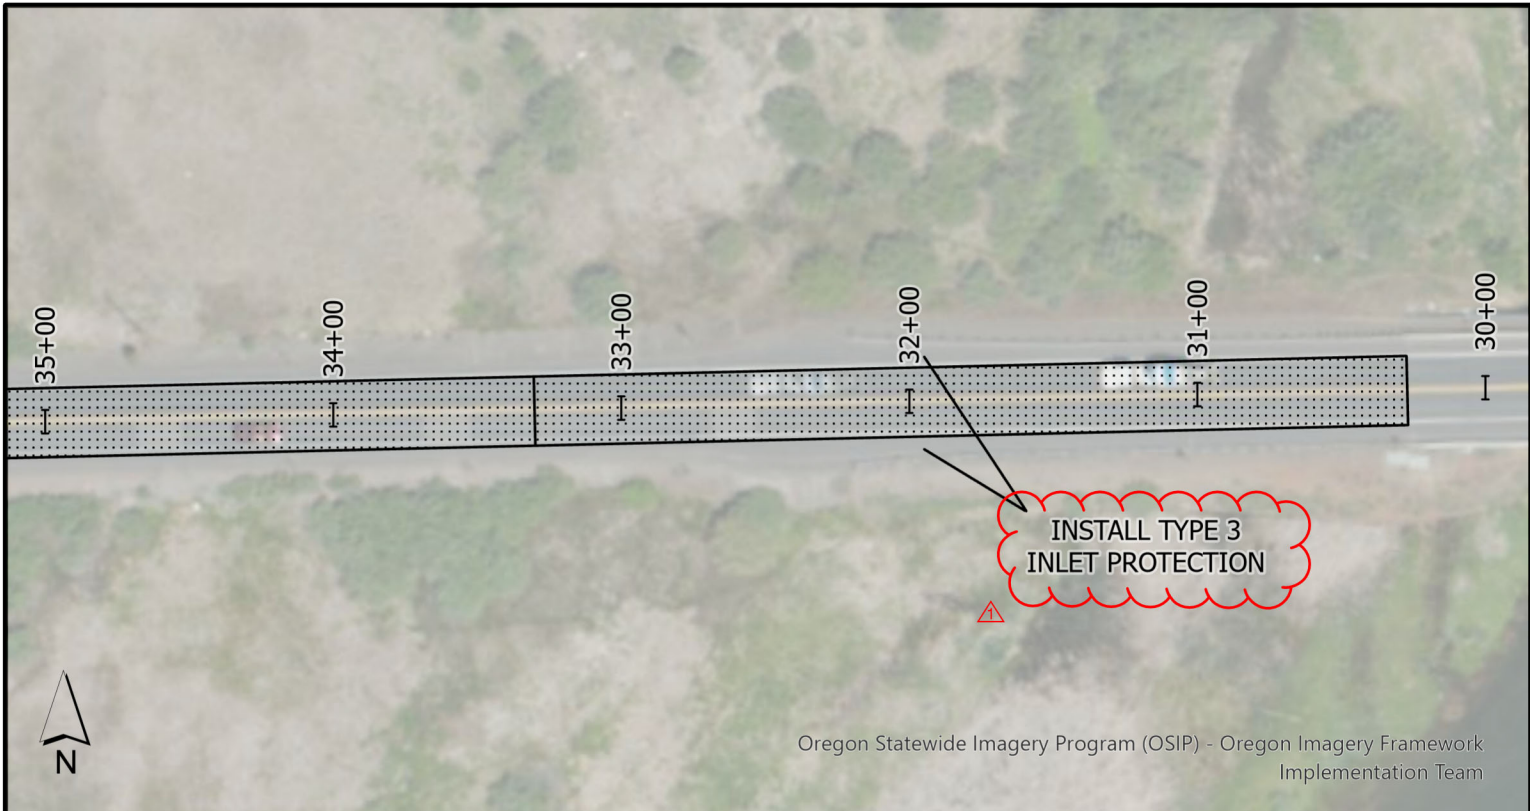 35+00
34+00
33+00
32+00
31+00
30+00
INSTALL TYPE 3
INLET PROTECTION
1
N
Oregon Statewide Imagery Program (OSIP) - Oregon Imagery Framework
Implementation Team